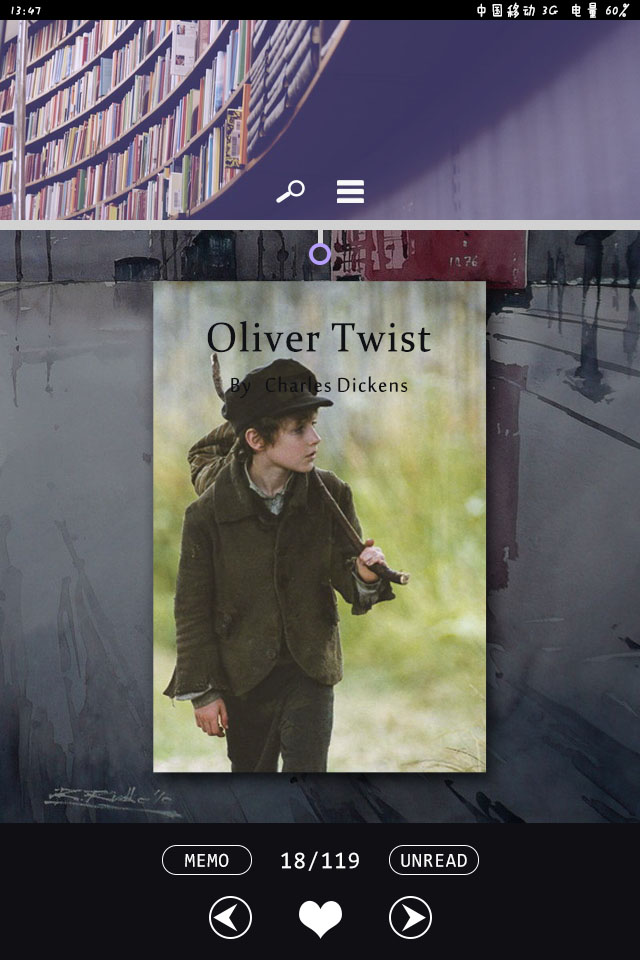 13:47 中国移动 3G 电量 60%
Oliver Twist
By Charles Dickens
MEMO 18/119 UNREAD